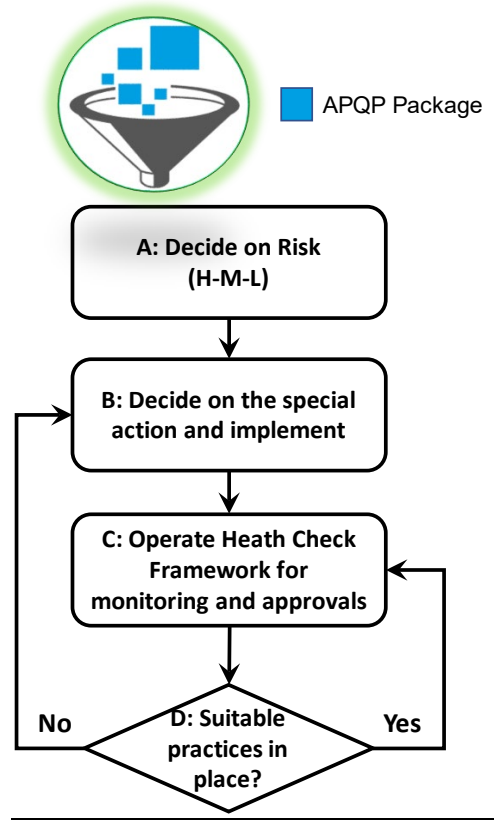 APQP Package
A: Decide on Risk
(H-M-L)
B: Decide on the special
action and implement
C: Operate Heath Check
Framework for
monitoring and approvals
No
D: Suitable
practices in
place?
Yes